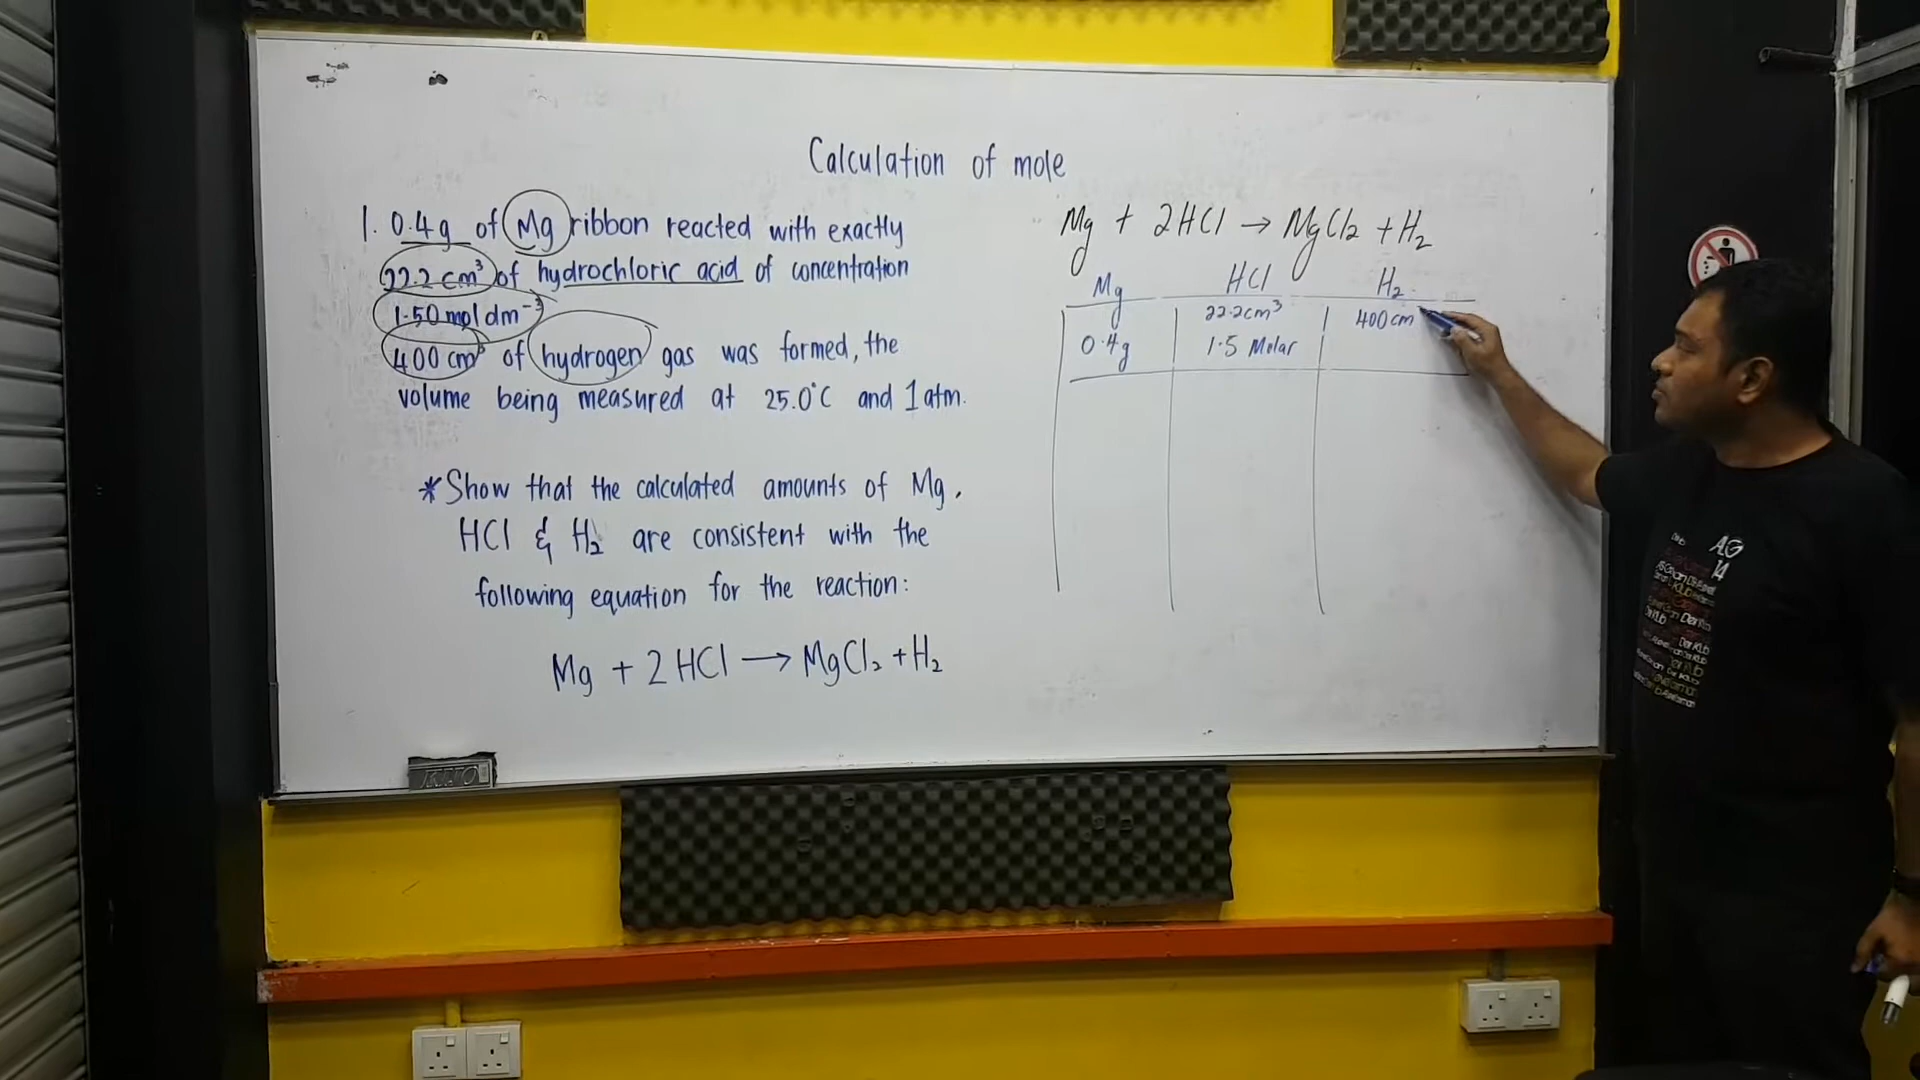 Calculation of mole
1. 0.4g of Mg ribbon reacted with exactly
22.2 cm³ of hydrochloric acid of concentration
1.50 mol dm⁻³
400 cm³ of hydrogen gas was formed, the
volume being measured at 25.0°C and 1 atm.
*Show that the calculated amounts of Mg,
HCl & H₂ are consistent with the
following equation for the reaction:
Mg + 2HCl → MgCl₂ + H₂
Mg + 2HCl → MgCl₂ + H₂
Mg HCl H₂
22.2cm³ 400cm
0.4g 1.5 Molar
KUO
ALG
14